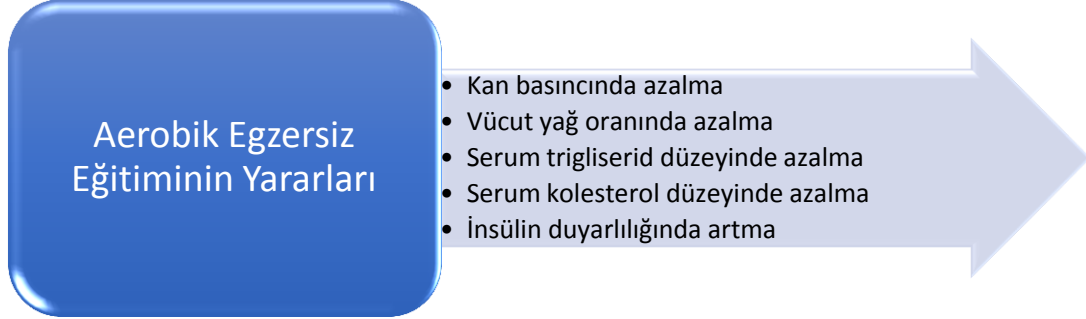 Aerobik Egzersiz
Eğitiminin Yararları
• Kan basıncında azalma
• Vücut yağ oranında azalma
• Serum trigliserid düzeyinde azalma
• Serum kolesterol düzeyinde azalma
• İnsülin duyarlılığında artma